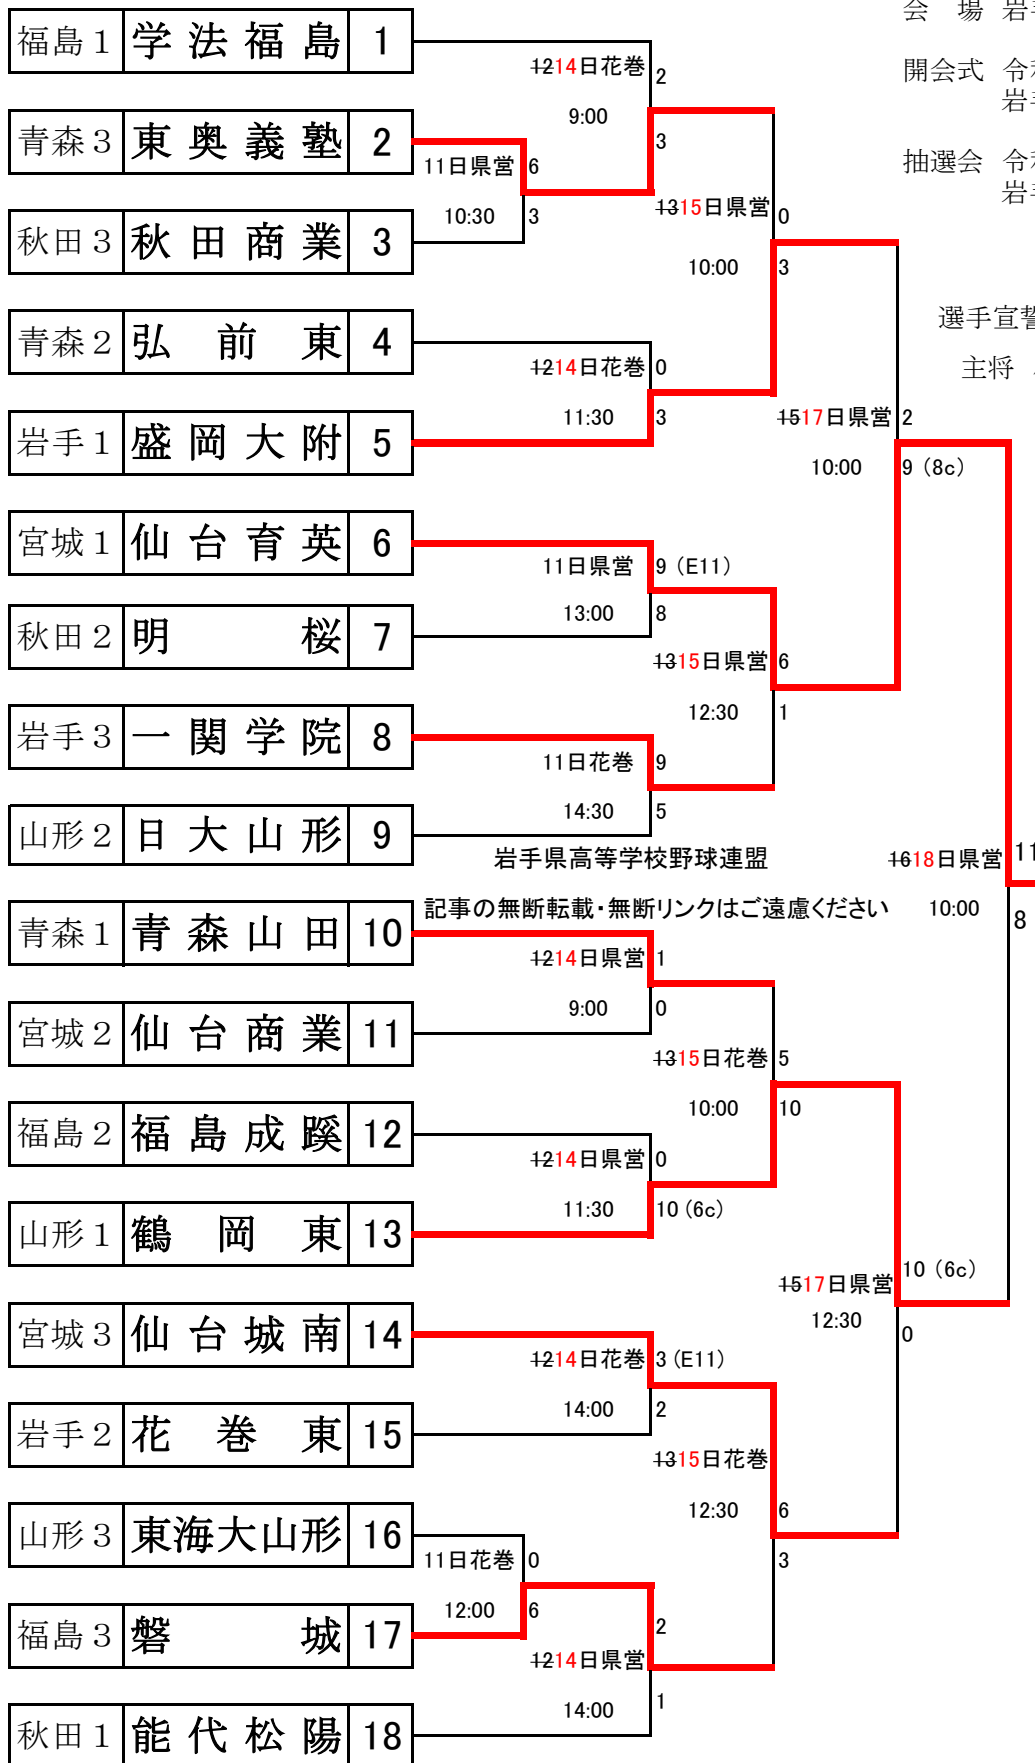 会　場 岩
福島１ 学法福島 1
1214日花巻 2
開会式 令
岩
9:00
青森３ 東奥義塾 2
3
抽選会 令
11日県営 6
岩
10:30 3
1315日県営 0
秋田３ 秋田商業 3
10:00 3
選手宣誓
青森２ 弘前東 4
主将
1214日花巻 0
11:30 3
1517日県営 2
岩手１ 盛岡大附 5
10:00 9（8c）
宮城１ 仙台育英 6
11日県営 9（E11）
13:00 8
秋田２ 明桜 7
1315日県営 6
12:30 1
岩手３ 一関学院 8
11日花巻 9
14:30 5
山形２ 日大山形 9
岩手県高等学校野球連盟
1618日県営 11
記事の無断転載・無断リンクはご遠慮ください
10:00 8
青森１ 青森山田 10
1214日県営 1
9:00 0
宮城２ 仙台商業 11
1315日花巻 5
10:00 10
福島２ 福島成蹊 12
1214日県営 0
11:30 10（6c）
山形１ 鶴岡東 13
1517日県営 10（6c）
12:30 0
宮城３ 仙台城南 14
1214日花巻 3（E11）
14:00 2
岩手２ 花巻東 15
1315日花巻
12:30 6
3
山形３ 東海大山形 16
11日花巻 0
12:00 6
福島３ 磐城 17
2
1214日県営
14:00 1
秋田１ 能代松陽 18